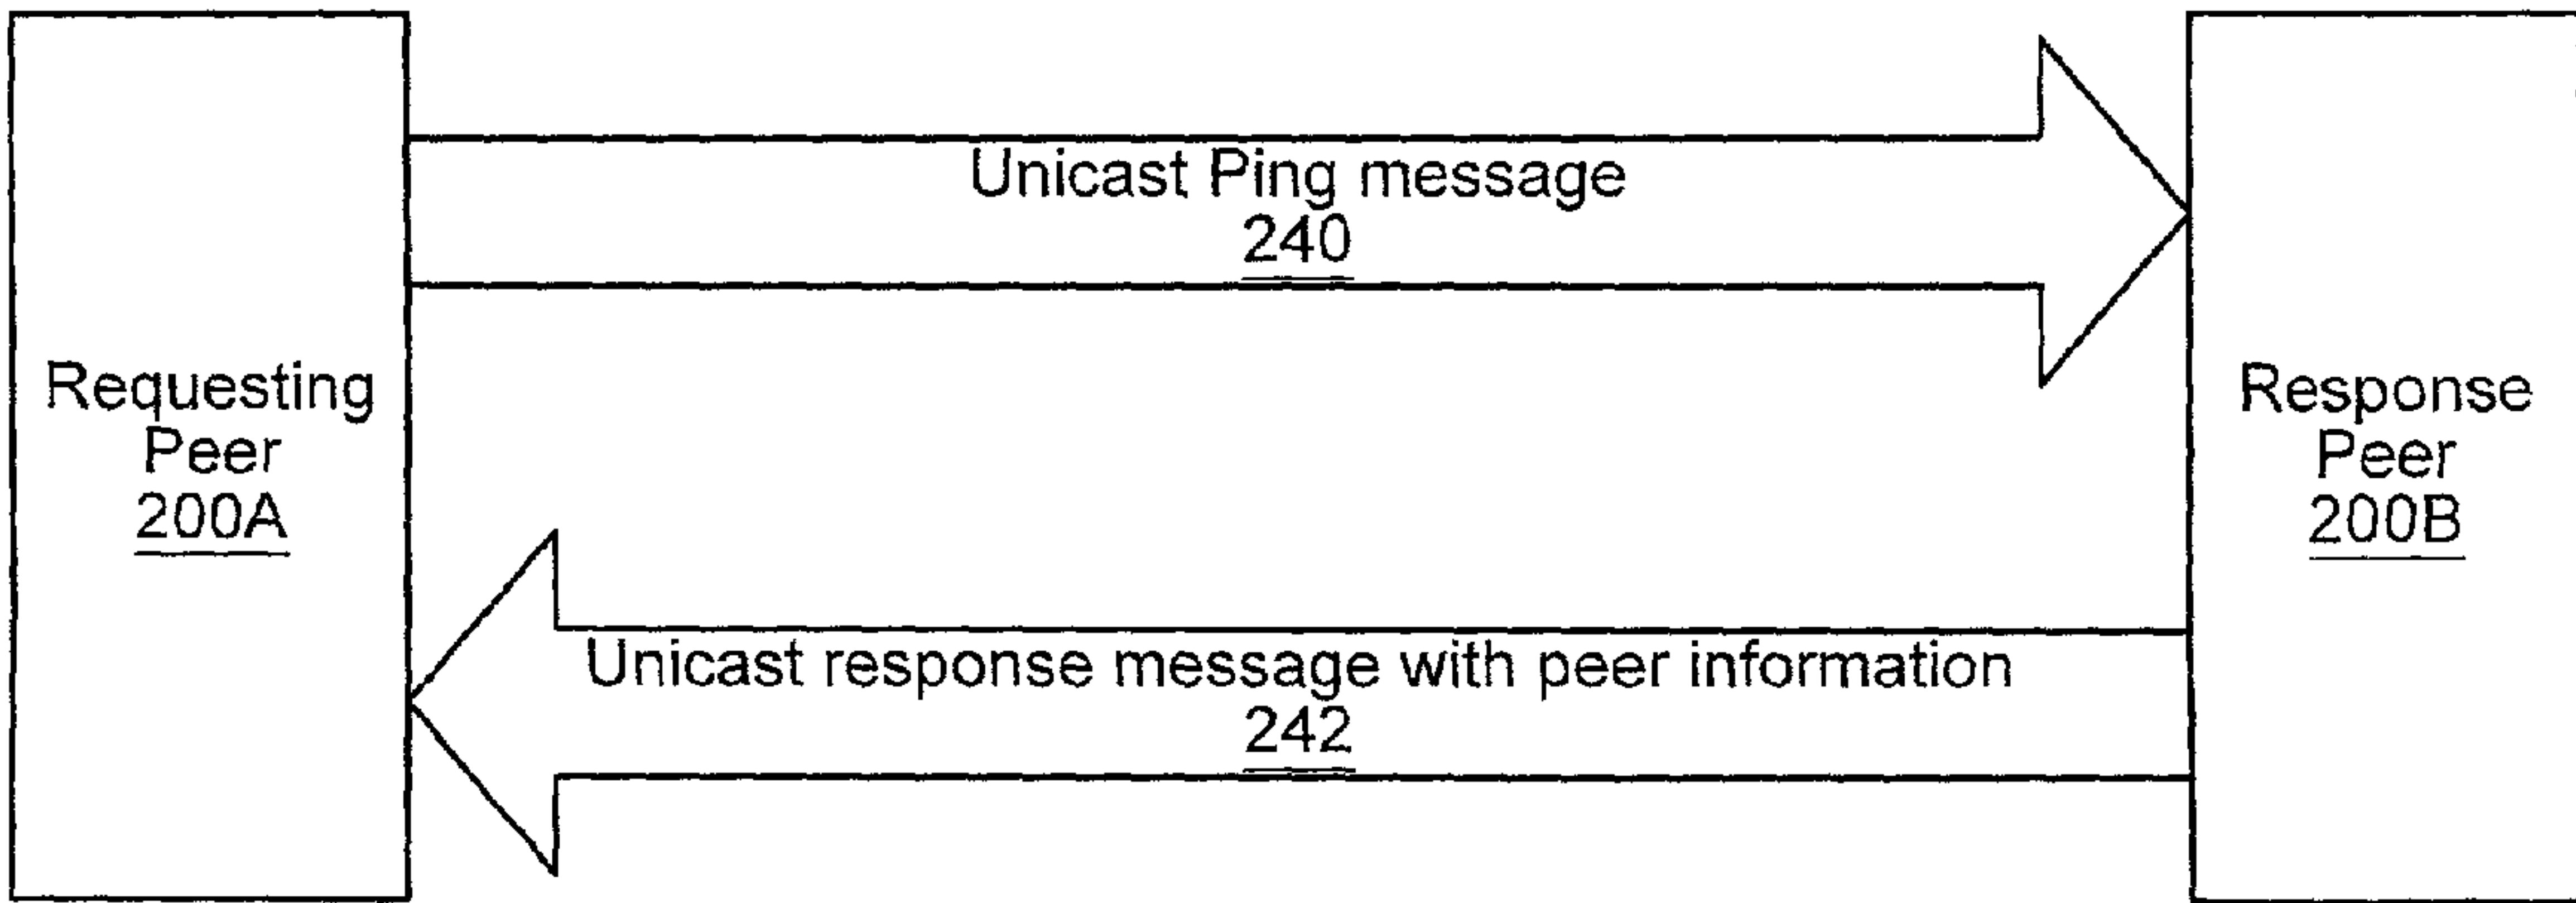 Unicast Ping message
240
Requesting
Peer
200A
Response
Peer
200B
Unicast response message with peer information
242